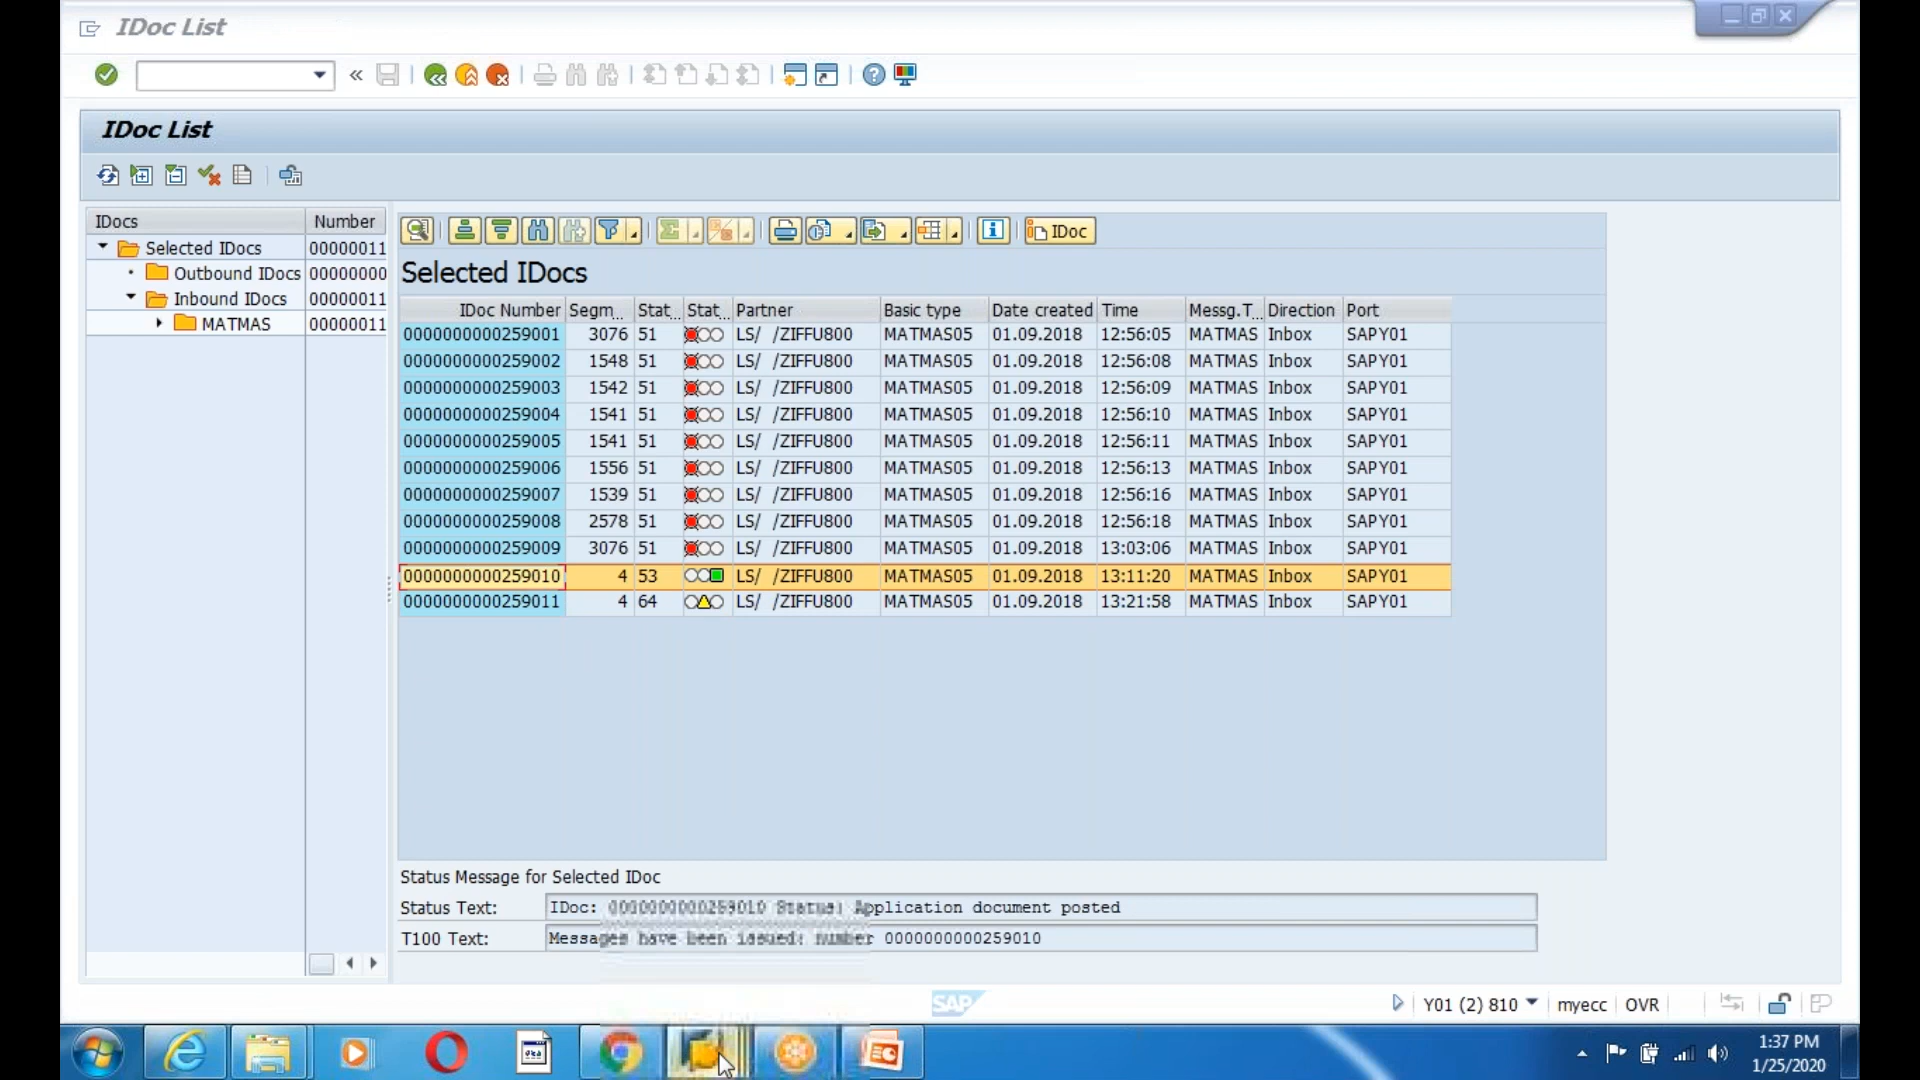 IDoc List
IDoc List
IDocs Number
Selected IDocs 00000011
Outbound IDocs 00000000
Inbound IDocs 00000011
MATMAS 00000011
IDoc
Selected IDocs
IDoc Number Segm... Stat... Stat... Partner Basic type Date created Time Messg.T... Direction Port
0000000000259001 3076 51 LS/ /ZIFFU800 MATMAS05 01.09.2018 12:56:05 MATMAS Inbox SAPY01
0000000000259002 1548 51 LS/ /ZIFFU800 MATMAS05 01.09.2018 12:56:08 MATMAS Inbox SAPY01
0000000000259003 1542 51 LS/ /ZIFFU800 MATMAS05 01.09.2018 12:56:09 MATMAS Inbox SAPY01
0000000000259004 1541 51 LS/ /ZIFFU800 MATMAS05 01.09.2018 12:56:10 MATMAS Inbox SAPY01
0000000000259005 1541 51 LS/ /ZIFFU800 MATMAS05 01.09.2018 12:56:11 MATMAS Inbox SAPY01
0000000000259006 1556 51 LS/ /ZIFFU800 MATMAS05 01.09.2018 12:56:13 MATMAS Inbox SAPY01
0000000000259007 1539 51 LS/ /ZIFFU800 MATMAS05 01.09.2018 12:56:16 MATMAS Inbox SAPY01
0000000000259008 2578 51 LS/ /ZIFFU800 MATMAS05 01.09.2018 12:56:18 MATMAS Inbox SAPY01
0000000000259009 3076 51 LS/ /ZIFFU800 MATMAS05 01.09.2018 13:03:06 MATMAS Inbox SAPY01
0000000000259010 4 53 LS/ /ZIFFU800 MATMAS05 01.09.2018 13:11:20 MATMAS Inbox SAPY01
0000000000259011 4 64 LS/ /ZIFFU800 MATMAS05 01.09.2018 13:21:58 MATMAS Inbox SAPY01
Status Message for Selected IDoc
Status Text: IDoc: 0000000000259010 Status: Application document posted
T100 Text: Messages have been issued: number 0000000000259010
SAP
Y01 (2) 810 myecc OVR
1:37 PM
1/25/2020